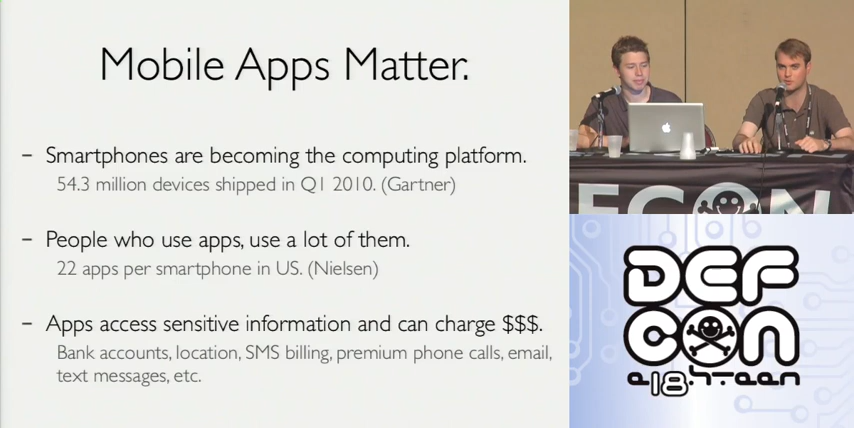 Mobile Apps Matter.
– Smartphones are becoming the computing platform.
54.3 million devices shipped in Q1 2010. (Gartner)
– People who use apps, use a lot of them.
22 apps per smartphone in US. (Nielsen)
– Apps access sensitive information and can charge $$$.
Bank accounts, location, SMS billing, premium phone calls, email,
text messages, etc.
DEFCON
DEF
CON
e18hteen